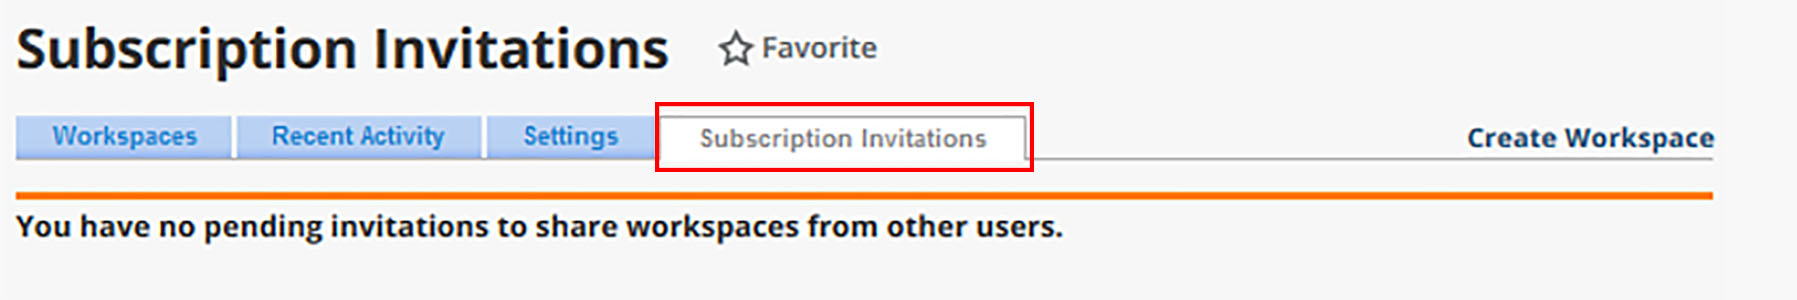 Subscription Invitations Favorite
Workspaces Recent Activity Settings Subscription Invitations Create Workspace
You have no pending invitations to share workspaces from other users.